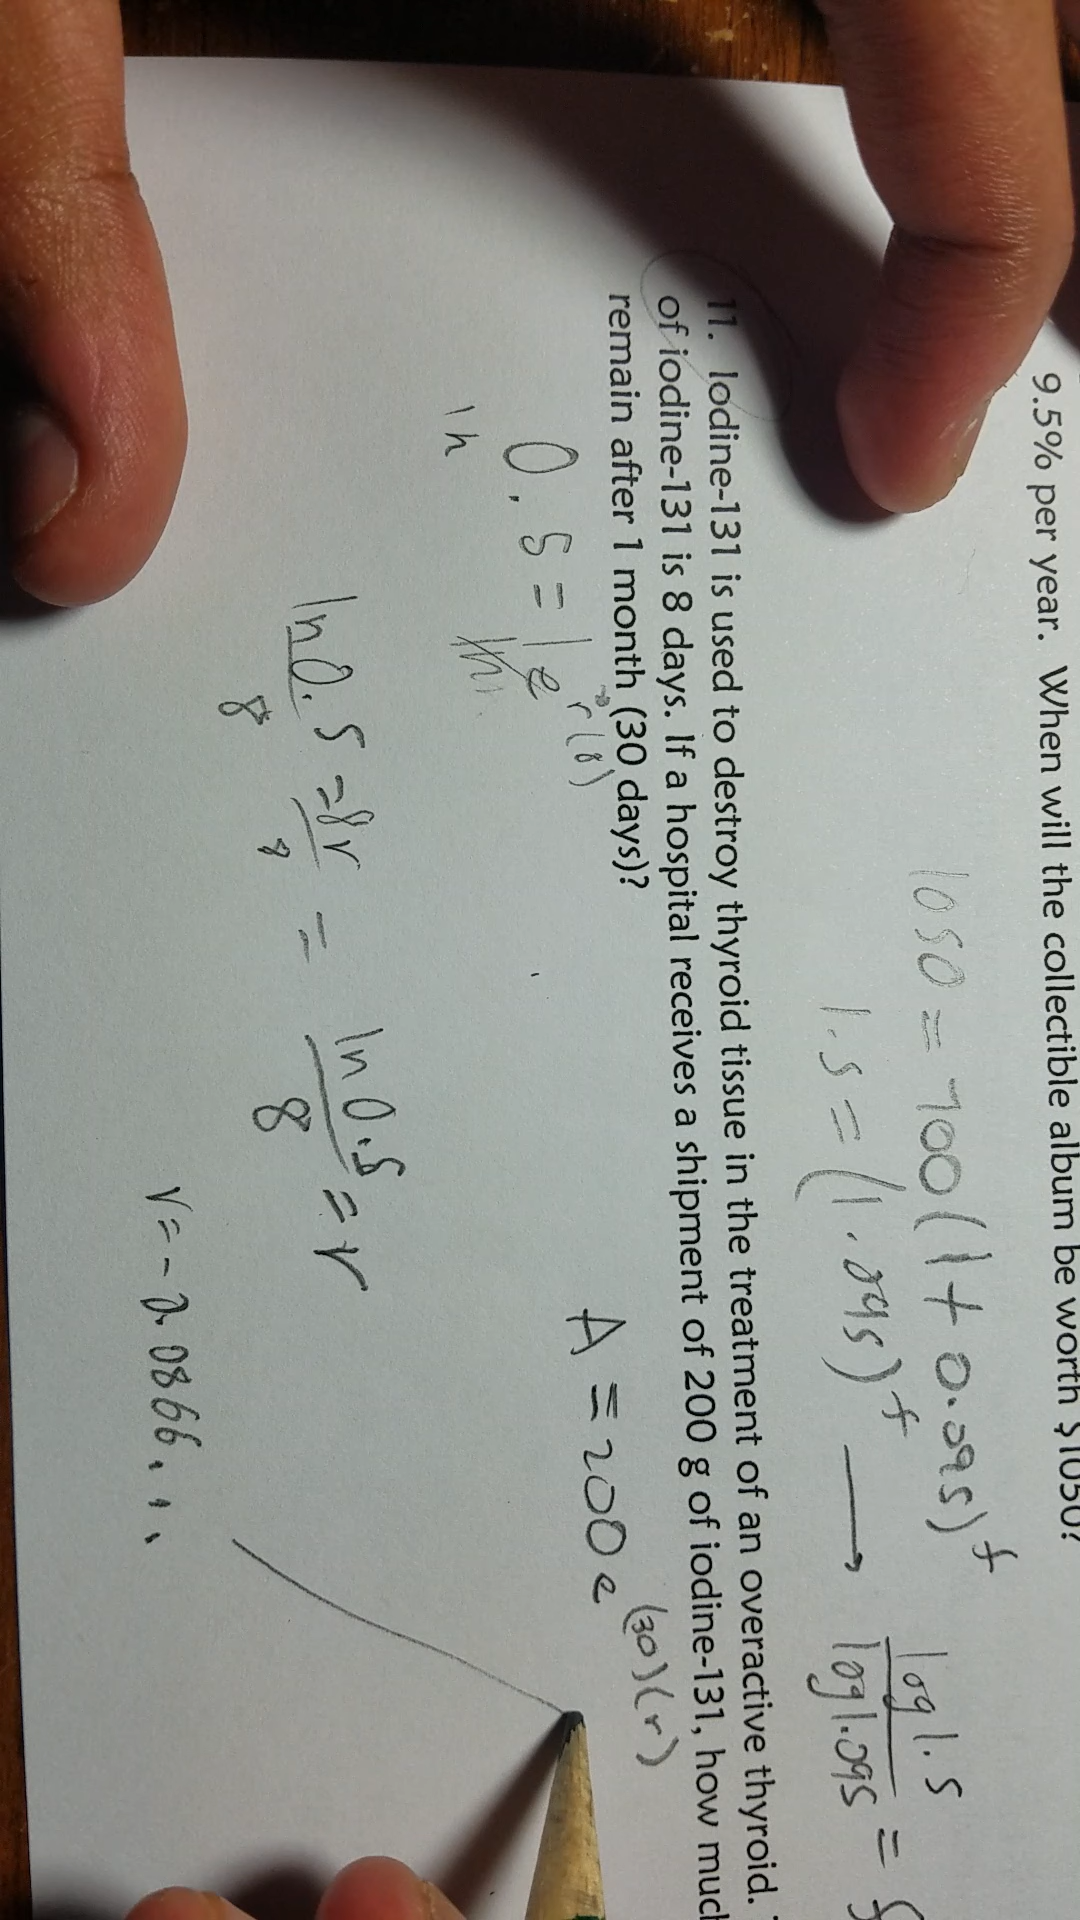 9.5% per year. When will the collectible album be worth $1050?
1050 = 700(1+0.095)^t
1.5 = (1.095)^t → log1.5/log1.095 =
11. Iodine-131 is used to destroy thyroid tissue in the treatment of an overactive thyroid.
of iodine-131 is 8 days. If a hospital receives a shipment of 200 g of iodine-131, how much
remain after 1 month (30 days)?
0.5 = 1e^r(8)
ln
A = 200e^(30)(r)
ln0.5/8 = 8r/8 = ln0.5/8 = r
r = -0.0866...